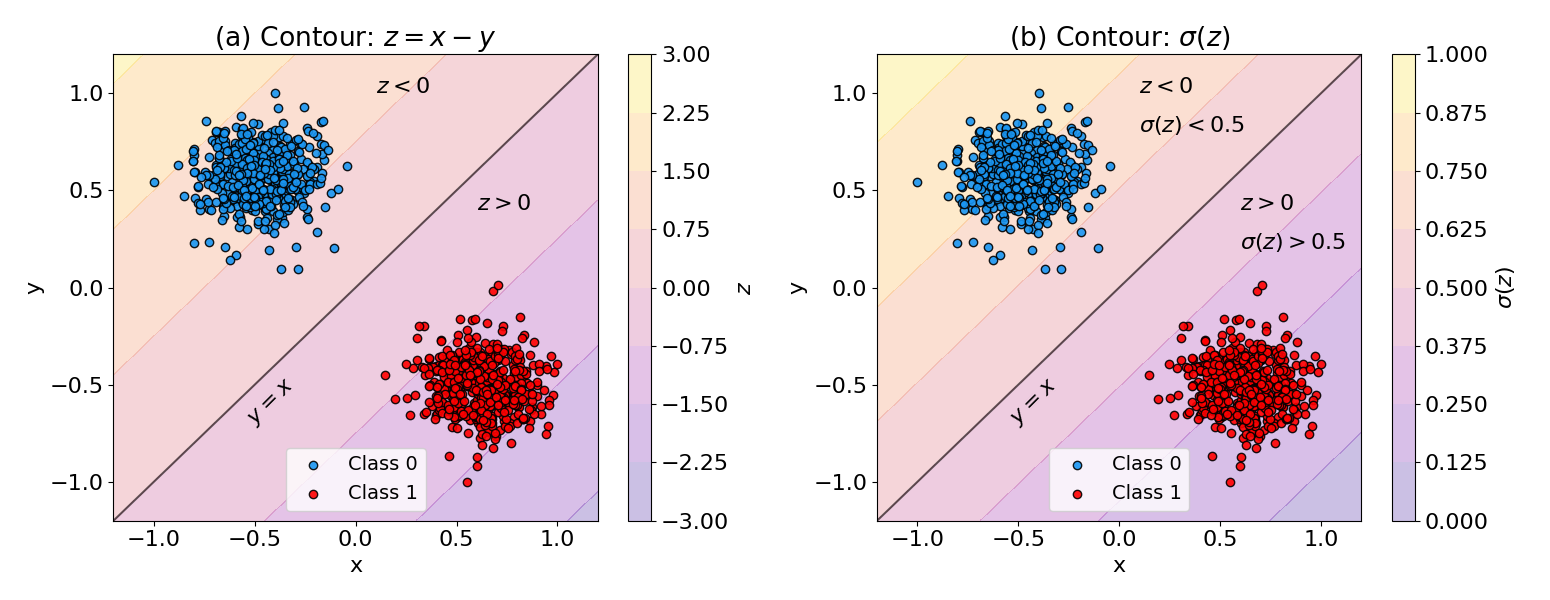 (a) Contour: z = x − y
z < 0
z > 0
y = x
Class 0
Class 1
1.0
0.5
0.0
−0.5
−1.0
y
−1.0
−0.5
0.0
0.5
1.0
x
3.00
2.25
1.50
0.75
0.00
−0.75
−1.50
−2.25
−3.00
z
(b) Contour: σ(z)
z < 0
σ(z) < 0.5
z > 0
σ(z) > 0.5
y = x
Class 0
Class 1
1.0
0.5
0.0
−0.5
−1.0
y
−1.0
−0.5
0.0
0.5
1.0
x
1.000
0.875
0.750
0.625
0.500
0.375
0.250
0.125
0.000
σ(z)